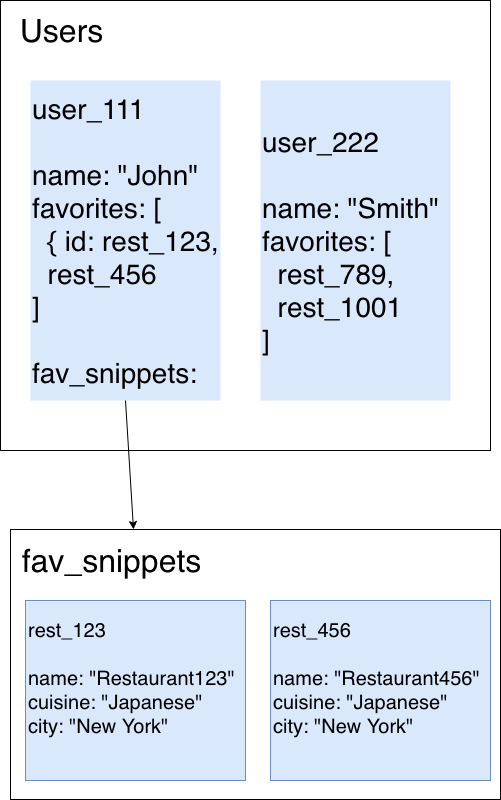 Users
user_111
name: "John"
favorites: [
{ id: rest_123,
rest_456
]
fav_snippets:
user_222
name: "Smith"
favorites: [
rest_789,
rest_1001
]
fav_snippets
rest_123
name: "Restaurant123"
cuisine: "Japanese"
city: "New York"
rest_456
name: "Restaurant456"
cuisine: "Japanese"
city: "New York"